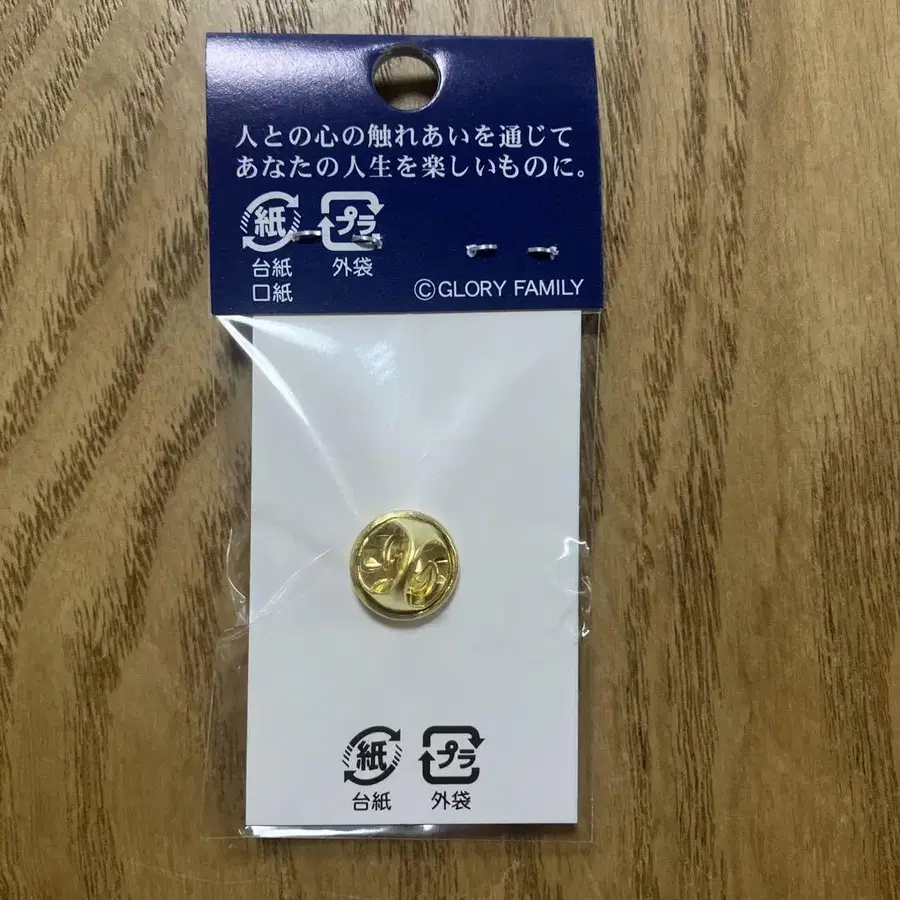 人との心の触れあいを通じて
あなたの人生を楽しいものに。
紙 プラ
台紙 外袋
口紙
©GLORY FAMILY
紙 プラ
台紙 外袋